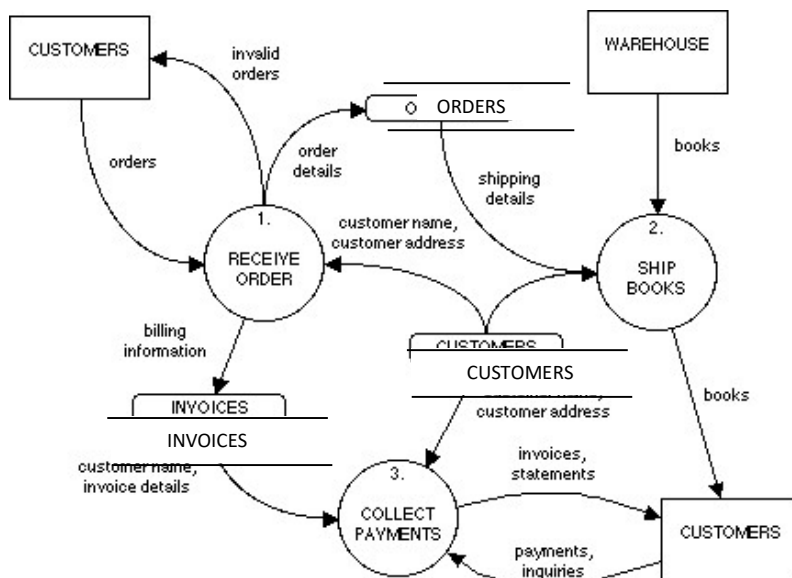 CUSTOMERS
invalid
orders
WAREHOUSE
O
ORDERS
orders
order
details
shipping
details
books
1.
RECEIVE
ORDER
customer name,
customer address
2.
SHIP
BOOKS
billing
information
CUSTOMERS
CUSTOMERS
customer address
books
INVOICES
INVOICES
customer name,
invoice details
3.
COLLECT
PAYMENTS
invoices,
statements
CUSTOMERS
payments,
inquiries